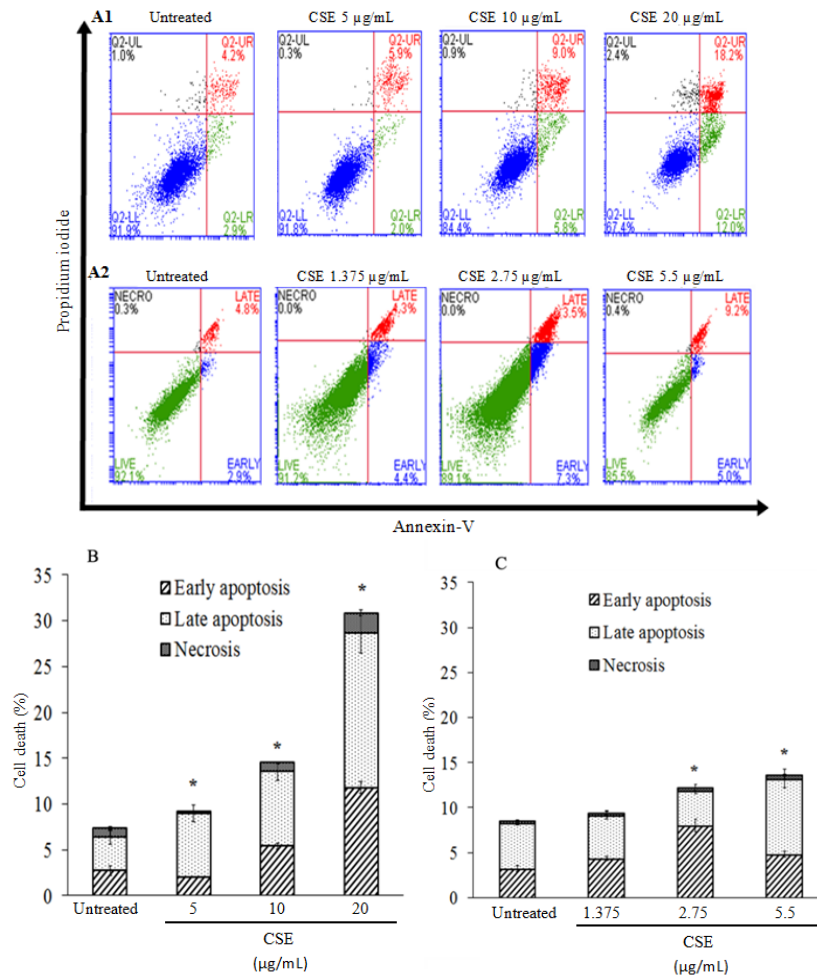 A1
Untreated
CSE 5 µg/mL
CSE 10 µg/mL
CSE 20 µg/mL
Q2-UL
1.0%
Q2-UR
4.2%
Q2-LL
91.9%
Q2-LR
2.9%
Q2-UL
0.3%
Q2-UR
5.9%
Q2-LL
91.8%
Q2-LR
2.0%
Q2-UL
0.9%
Q2-UR
9.0%
Q2-LL
84.4%
Q2-LR
5.8%
Q2-UL
2.4%
Q2-UR
18.2%
Q2-LL
67.4%
Q2-LR
12.0%
Propidium iodide
A2
Untreated
CSE 1.375 µg/mL
CSE 2.75 µg/mL
CSE 5.5 µg/mL
NECRO
0.3%
LATE
4.8%
LIVE
92.1%
EARLY
2.9%
NECRO
0.0%
LATE
4.3%
LIVE
91.2%
EARLY
4.4%
NECRO
0.0%
LATE
3.5%
LIVE
89.1%
EARLY
7.3%
NECRO
0.4%
LATE
9.2%
LIVE
85.5%
EARLY
5.0%
Annexin-V
B
Early apoptosis
Late apoptosis
Necrosis
Cell death (%)
35
30
25
20
15
10
5
0
*
*
*
Untreated
5
10
20
CSE
(µg/mL)
C
Early apoptosis
Late apoptosis
Necrosis
Cell death (%)
35
30
25
20
15
10
5
0
*
*
Untreated
1.375
2.75
5.5
CSE
(µg/mL)